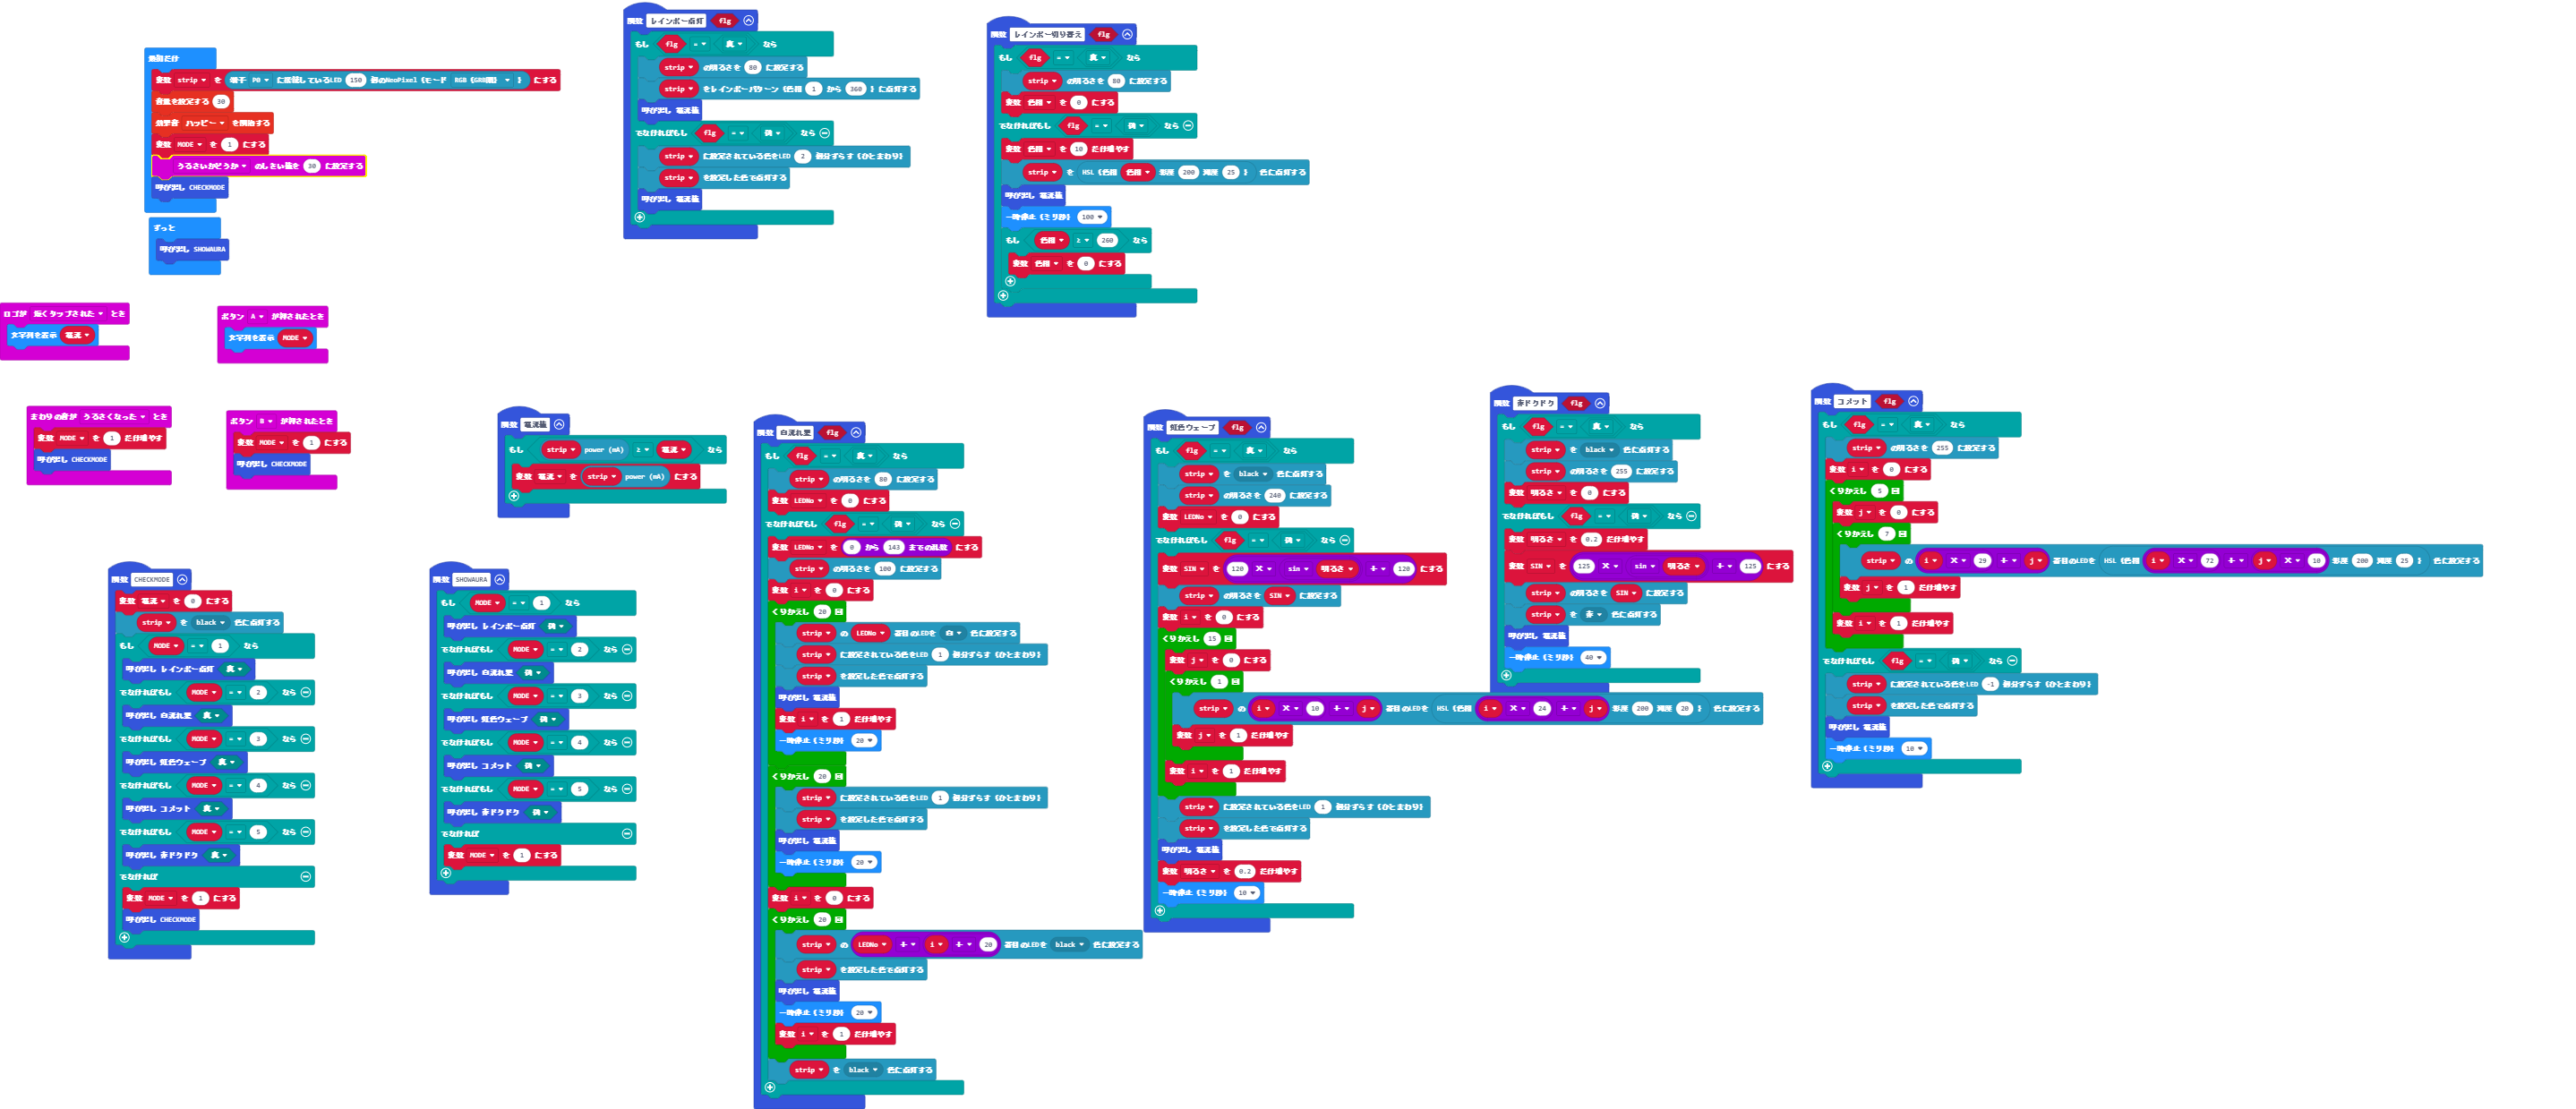 最初だけ
変数 strip を 端子 P0 に接続しているLED 150 個のNeoPixel（モード RGB（GRB順） ） にする
音量を設定する 30
効果音 ハッピー を開始する
変数 MODE を 1 にする
うるさいかどうか のしきい値を 30 に設定する
呼び出し CHECKMODE
ずっと
呼び出し SHOWAURA
ロゴが 短くタップされた とき
文字列を表示 電流
ボタン A が押されたとき
文字列を表示 MODE
まわりの音が うるさくなった とき
変数 MODE を 1 だけ増やす
呼び出し CHECKMODE
ボタン B が押されたとき
変数 MODE を 1 にする
呼び出し CHECKMODE
関数 レインボー点灯 flg
もし flg = 真 なら
strip の明るさを 80 に設定する
strip をレインボーパターン（色相 1 から 360 ）に点灯する
呼び出し 電流値
でなければもし flg = 偽 なら
strip に設定されている色をLED 2 個分ずらす（ひとまわり）
strip を設定した色で点灯する
呼び出し 電流値
関数 レインボー切り替え flg
もし flg = 真 なら
strip の明るさを 80 に設定する
変数 色相 を 0 にする
でなければもし flg = 偽 なら
変数 色相 を 10 だけ増やす
strip を HSL（色相 色相 彩度 200 輝度 25 ） 色に点灯する
呼び出し 電流値
一時停止（ミリ秒） 100
もし 色相 ≥ 260 なら
変数 色相 を 0 にする
関数 CHECKMODE
変数 電流 を 0 にする
strip を black 色に点灯する
もし MODE = 1 なら
呼び出し レインボー点灯 真
でなければもし MODE = 2 なら
呼び出し 白流れ星 真
でなければもし MODE = 3 なら
呼び出し 虹色ウェーブ 真
でなければもし MODE = 4 なら
呼び出し コメット 真
でなければもし MODE = 5 なら
呼び出し 赤ドクドク 真
でなければ
変数 MODE を 1 にする
呼び出し CHECKMODE
関数 SHOWAURA
もし MODE = 1 なら
呼び出し レインボー点灯 偽
でなければもし MODE = 2 なら
呼び出し 白流れ星 偽
でなければもし MODE = 3 なら
呼び出し 虹色ウェーブ 偽
でなければもし MODE = 4 なら
呼び出し コメット 偽
でなければもし MODE = 5 なら
呼び出し 赤ドクドク 偽
でなければ
変数 MODE を 1 にする
関数 電流値
もし strip power (mA) ≥ 電流 なら
変数 電流 を strip power (mA) にする
関数 白流れ星 flg
もし flg = 真 なら
strip の明るさを 80 に設定する
変数 LEDNo を 0 にする
でなければもし flg = 偽 なら
変数 LEDNo を 0 から 143 までの乱数 にする
strip の明るさを 100 に設定する
変数 i を 0 にする
くりかえし 20 回
strip の LEDNo 番目のLEDを 白 色に設定する
strip に設定されている色をLED 1 個分ずらす（ひとまわり）
strip を設定した色で点灯する
呼び出し 電流値
変数 i を 1 だけ増やす
一時停止（ミリ秒） 20
くりかえし 20 回
strip に設定されている色をLED 1 個分ずらす（ひとまわり）
strip を設定した色で点灯する
呼び出し 電流値
一時停止（ミリ秒） 20
変数 i を 0 にする
くりかえし 20 回
strip の LEDNo + i + 20 番目のLEDを black 色に設定する
strip を設定した色で点灯する
呼び出し 電流値
一時停止（ミリ秒） 20
変数 i を 1 だけ増やす
strip を black 色に点灯する
関数 虹色ウェーブ flg
もし flg = 真 なら
strip を black 色に点灯する
strip の明るさを 240 に設定する
変数 LEDNo を 0 にする
でなければもし flg = 偽 なら
変数 SIN を 120 × sin 明るさ + 120 にする
strip の明るさを SIN に設定する
変数 i を 0 にする
くりかえし 15 回
変数 j を 0 にする
くりかえし 1 回
strip の i × 10 + j 番目のLEDを HSL（色相 i × 24 + j 彩度 200 輝度 20 ） 色に設定する
変数 j を 1 だけ増やす
変数 i を 1 だけ増やす
strip に設定されている色をLED 1 個分ずらす（ひとまわり）
strip を設定した色で点灯する
呼び出し 電流値
変数 明るさ を 0.2 だけ増やす
一時停止（ミリ秒） 10
関数 赤ドクドク flg
もし flg = 真 なら
strip を black 色に点灯する
strip の明るさを 255 に設定する
変数 明るさ を 0 にする
でなければもし flg = 偽 なら
変数 明るさ を 0.2 だけ増やす
変数 SIN を 125 × sin 明るさ + 125 にする
strip の明るさを SIN に設定する
strip を 赤 色に点灯する
呼び出し 電流値
一時停止（ミリ秒） 40
関数 コメット flg
もし flg = 真 なら
strip の明るさを 255 に設定する
変数 i を 0 にする
くりかえし 5 回
変数 j を 0 にする
くりかえし 7 回
strip の i × 29 + j 番目のLEDを HSL（色相 i × 72 + j × 10 彩度 200 輝度 25 ） 色に設定する
変数 j を 1 だけ増やす
変数 i を 1 だけ増やす
でなければもし flg = 偽 なら
strip に設定されている色をLED -1 個分ずらす（ひとまわり）
strip を設定した色で点灯する
呼び出し 電流値
一時停止（ミリ秒） 10